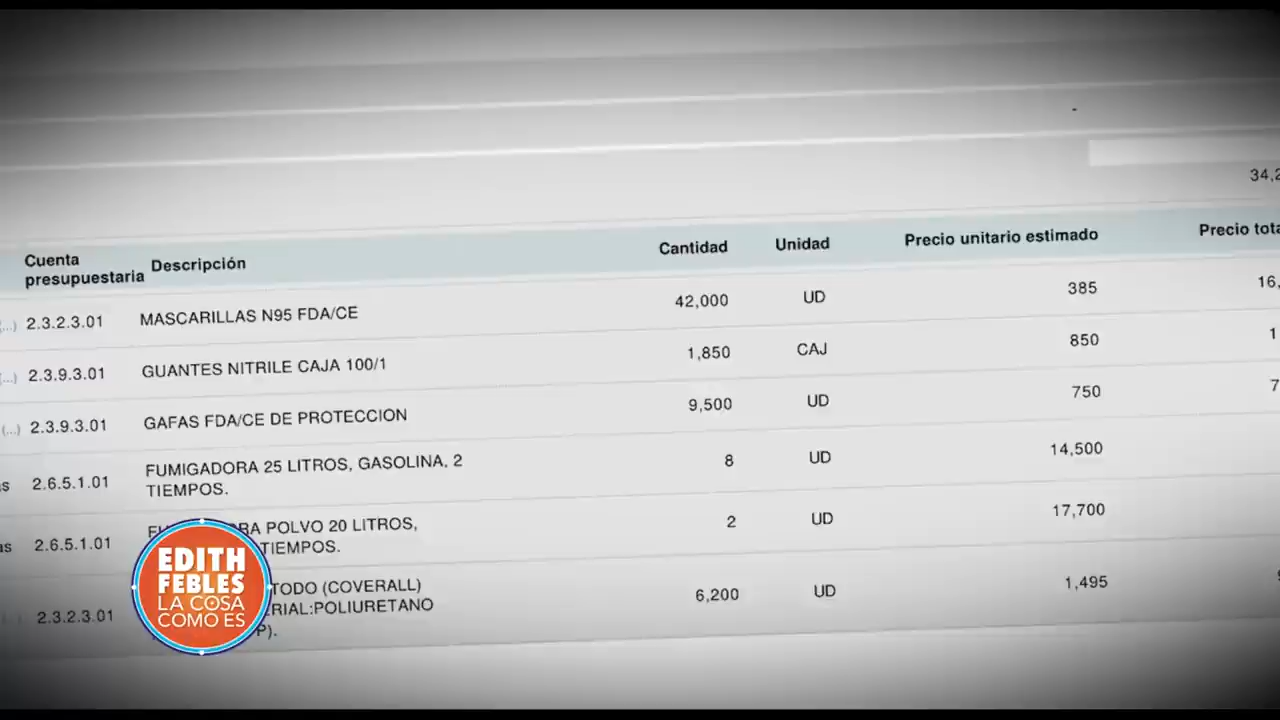 34,2
Cuenta presupuestaria Descripción Cantidad Unidad Precio unitario estimado Precio tota
(...) 2.3.2.3.01 MASCARILLAS N95 FDA/CE 42,000 UD 385 16,
(...) 2.3.9.3.01 GUANTES NITRILE CAJA 100/1 1,850 CAJ 850 1
(...) 2.3.9.3.01 GAFAS FDA/CE DE PROTECCION 9,500 UD 750 7
as 2.6.5.1.01 FUMIGADORA 25 LITROS, GASOLINA, 2 8 UD 14,500
TIEMPOS.
as 2.6.5.1.01 RA POLVO 20 LITROS, 2 UD 17,700
TIEMPOS.
2.3.2.3.01 TODO (COVERALL) 6,200 UD 1,495
ERIAL:POLIURETANO
P).
EDITH
FEBLES
LA COSA
COMO ES